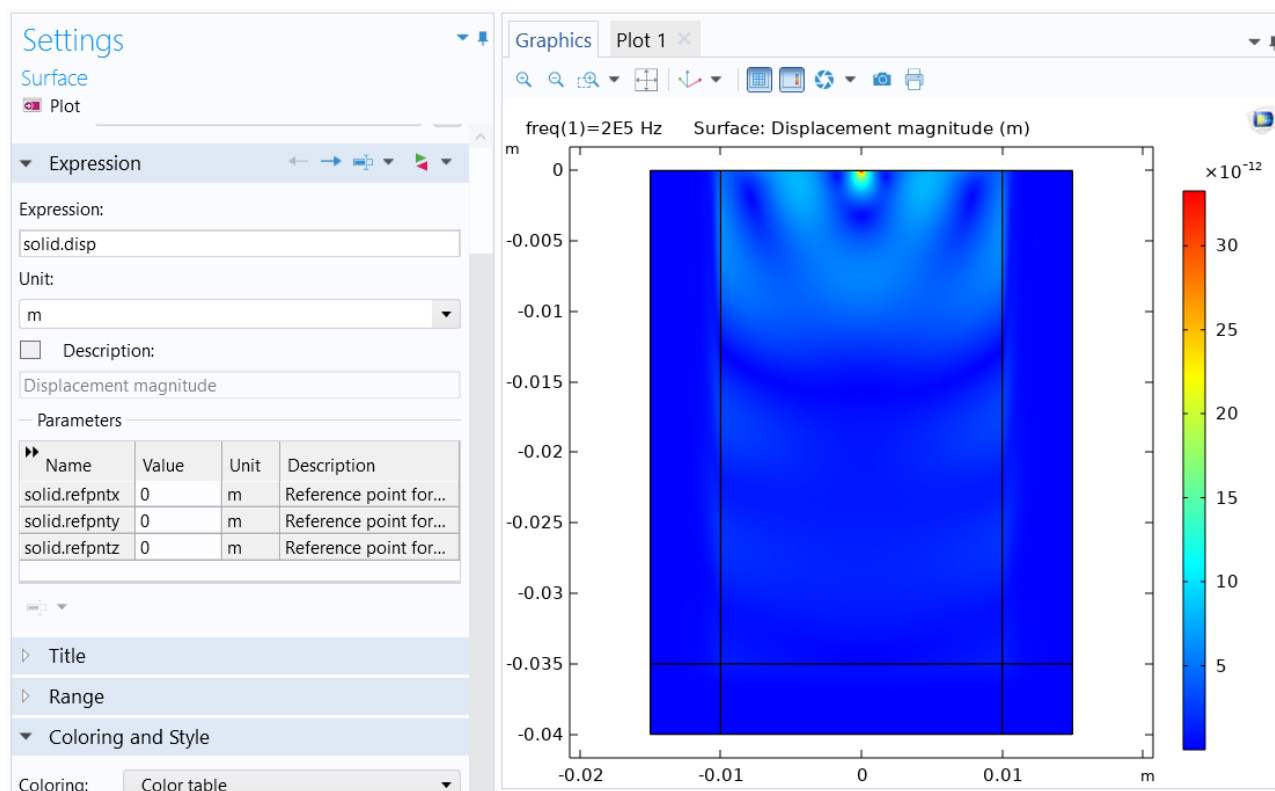 Settings
Surface
Plot
Expression
Expression:
solid.disp
Unit:
m
Description:
Displacement magnitude
Parameters
Name Value Unit Description
solid.refpntx 0 m Reference point for...
solid.refpnty 0 m Reference point for...
solid.refpntz 0 m Reference point for...
Title
Range
Coloring and Style
Coloring: Color table
Graphics Plot 1
freq(1)=2E5 Hz Surface: Displacement magnitude (m)
m
×10⁻¹²
0
-0.005
-0.01
-0.015
-0.02
-0.025
-0.03
-0.035
-0.04
-0.02 -0.01 0 0.01 m
30
25
20
15
10
5